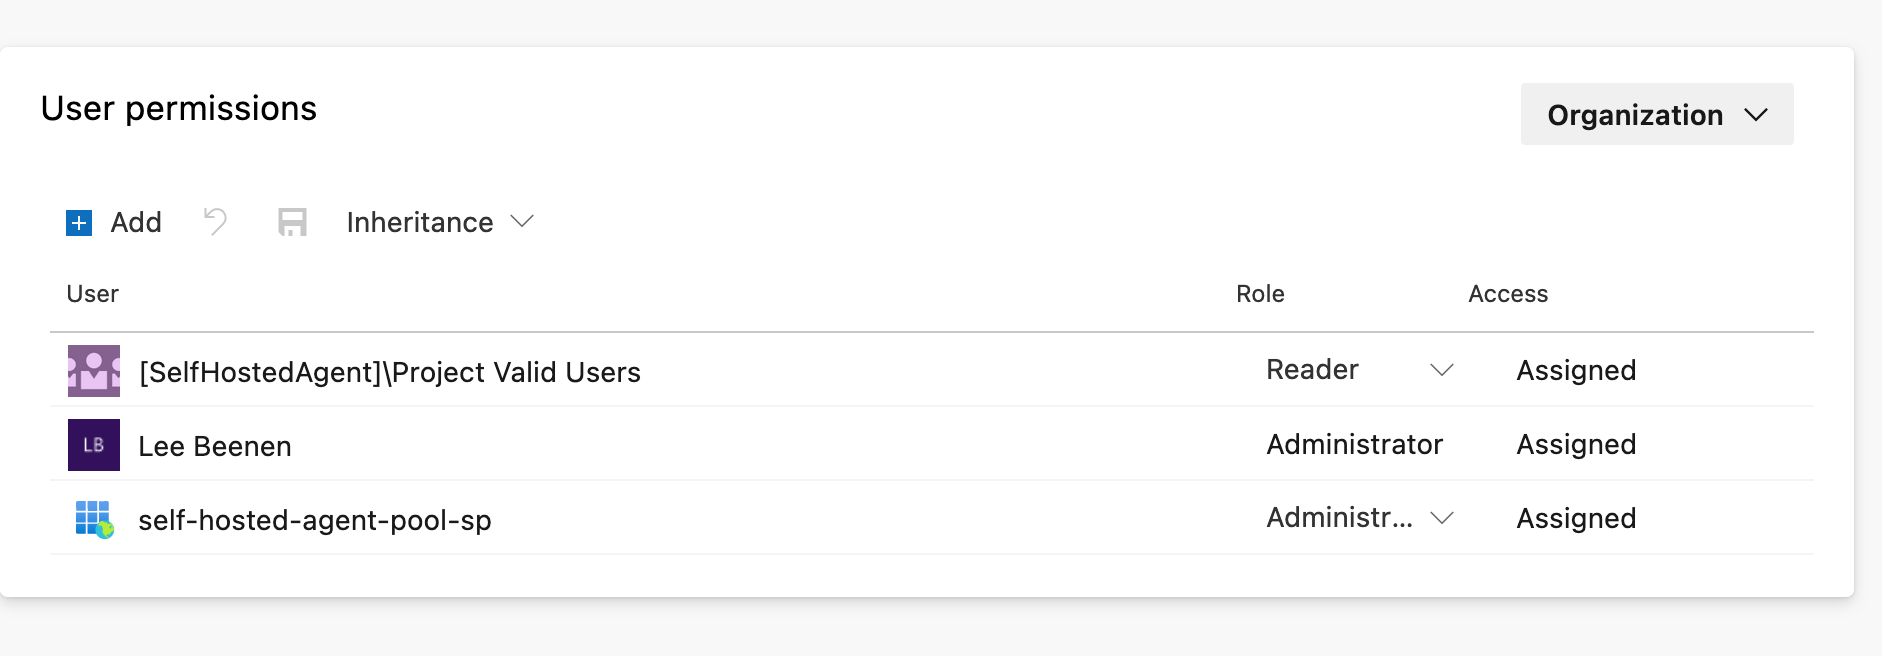 User permissions
Organization
Add
Inheritance
User Role Access
[SelfHostedAgent]\Project Valid Users Reader Assigned
LB Lee Beenen Administrator Assigned
self-hosted-agent-pool-sp Administr... Assigned